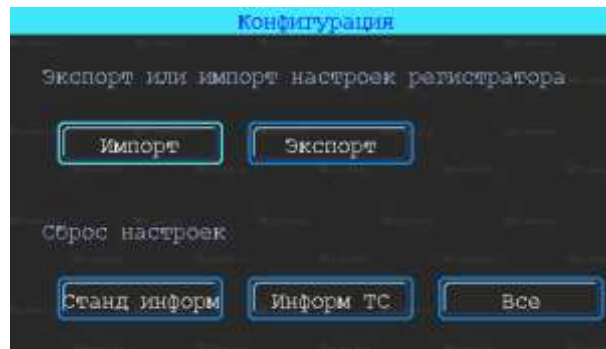 Конфигурация
Экспорт или импорт настроек регистратора
Импорт Экспорт
Сброс настроек
Станд информ Информ ТС Все